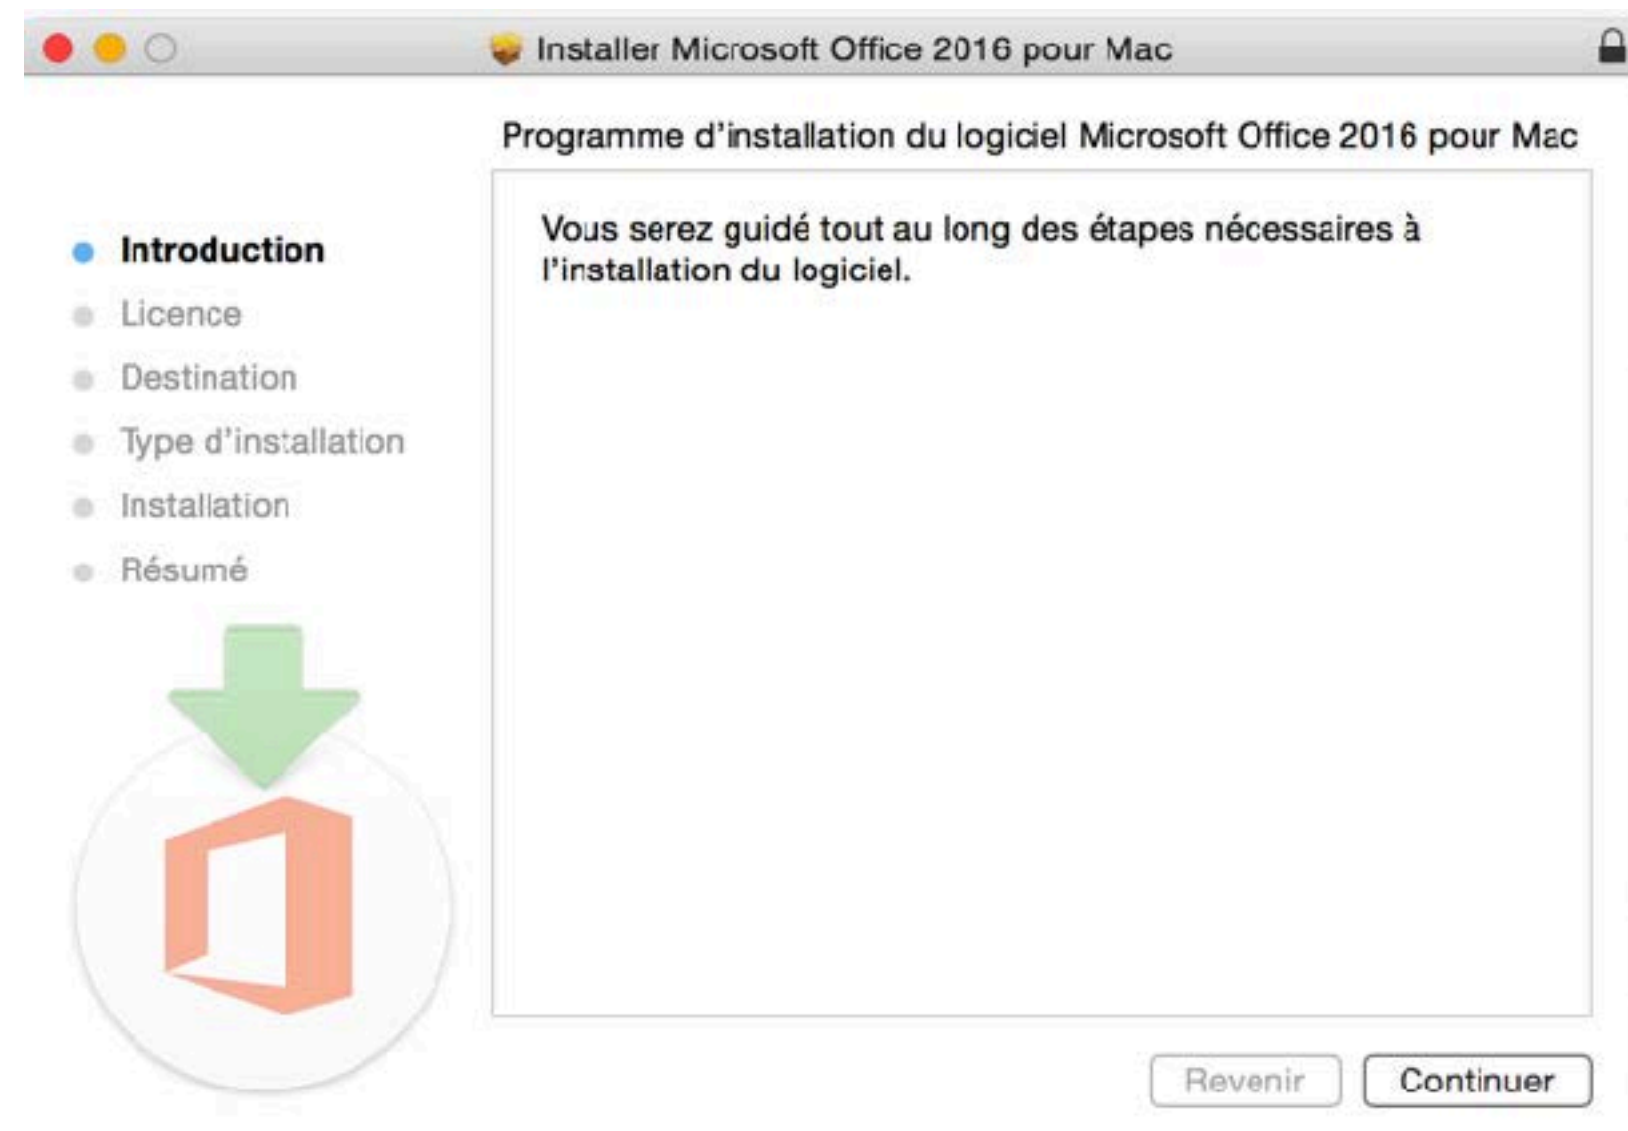 Installer Microsoft Office 2016 pour Mac
Programme d’installation du logiciel Microsoft Office 2016 pour Mac
Introduction
Licence
Destination
Type d’installation
Installation
Résumé
Vous serez guidé tout au long des étapes nécessaires à
l’installation du logiciel.
Revenir
Continuer